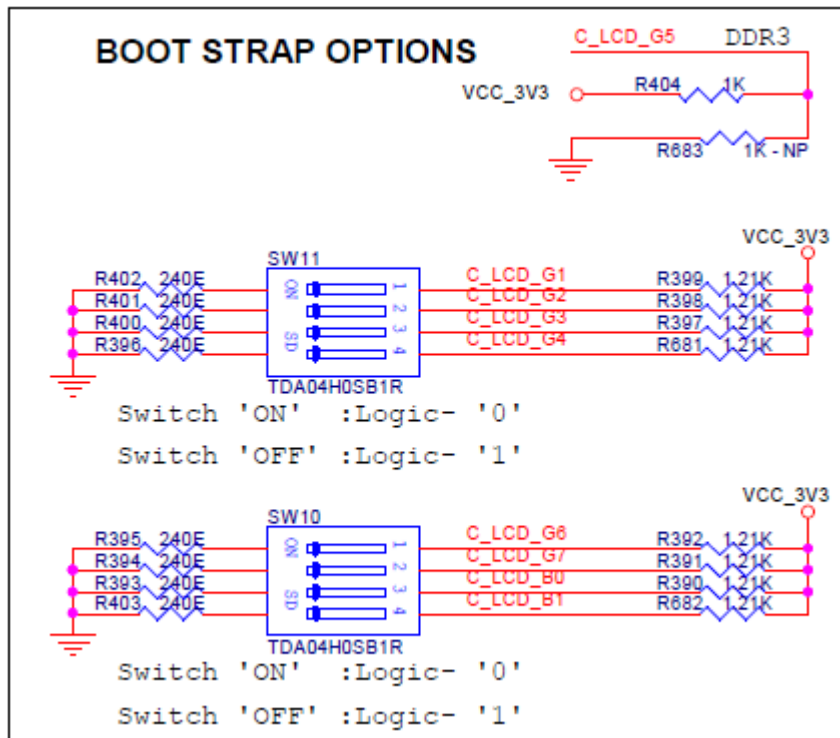 BOOT STRAP OPTIONS
C_LCD_G5 DDR3
VCC_3V3 R404 1K
R683 1K - NP
VCC_3V3
SW11
R402 240E 1 C_LCD_G1 R399 1.21K
R401 240E ON 2 C_LCD_G2 R398 1.21K
R400 240E 3 C_LCD_G3 R397 1.21K
R396 240E SD 4 C_LCD_G4 R681 1.21K
TDA04H0SB1R
Switch 'ON' :Logic- '0'
Switch 'OFF' :Logic- '1'
VCC_3V3
SW10
R395 240E ON 1 C_LCD_G6 R392 1.21K
R394 240E 2 C_LCD_G7 R391 1.21K
R393 240E 3 C_LCD_B0 R390 1.21K
R403 240E SD 4 C_LCD_B1 R682 1.21K
TDA04H0SB1R
Switch 'ON' :Logic- '0'
Switch 'OFF' :Logic- '1'